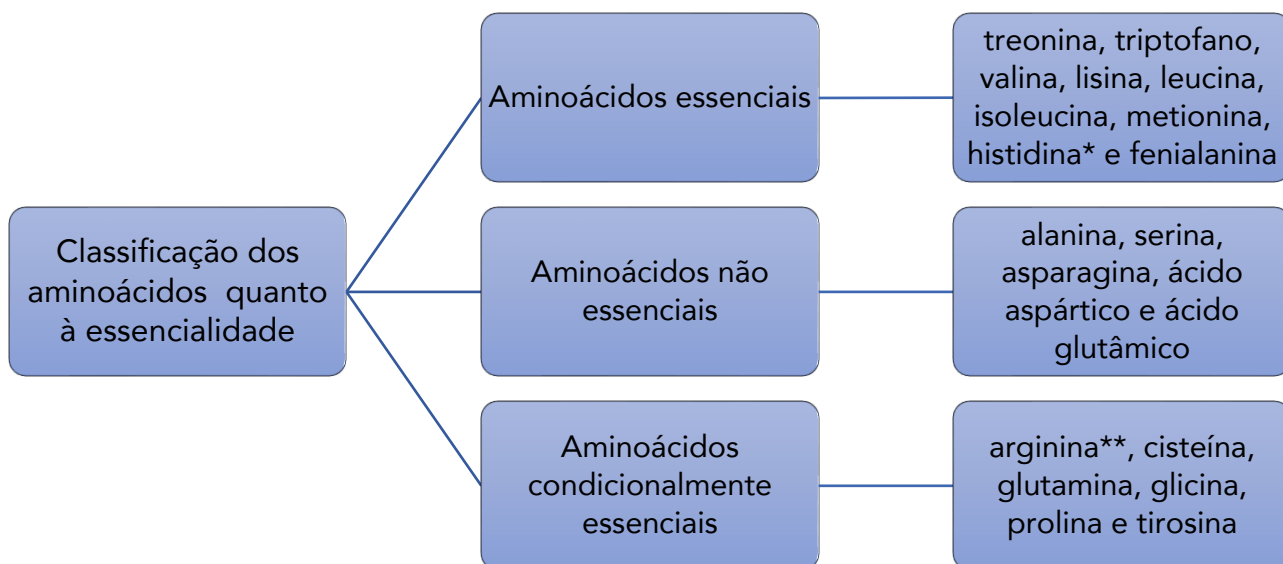 Classificação dos
aminoácidos quanto
à essencialidade
Aminoácidos essenciais
treonina, triptofano,
valina, lisina, leucina,
isoleucina, metionina,
histidina* e fenialanina
Aminoácidos não
essenciais
alanina, serina,
asparagina, ácido
aspártico e ácido
glutâmico
Aminoácidos
condicionalmente
essenciais
arginina**, cisteína,
glutamina, glicina,
prolina e tirosina